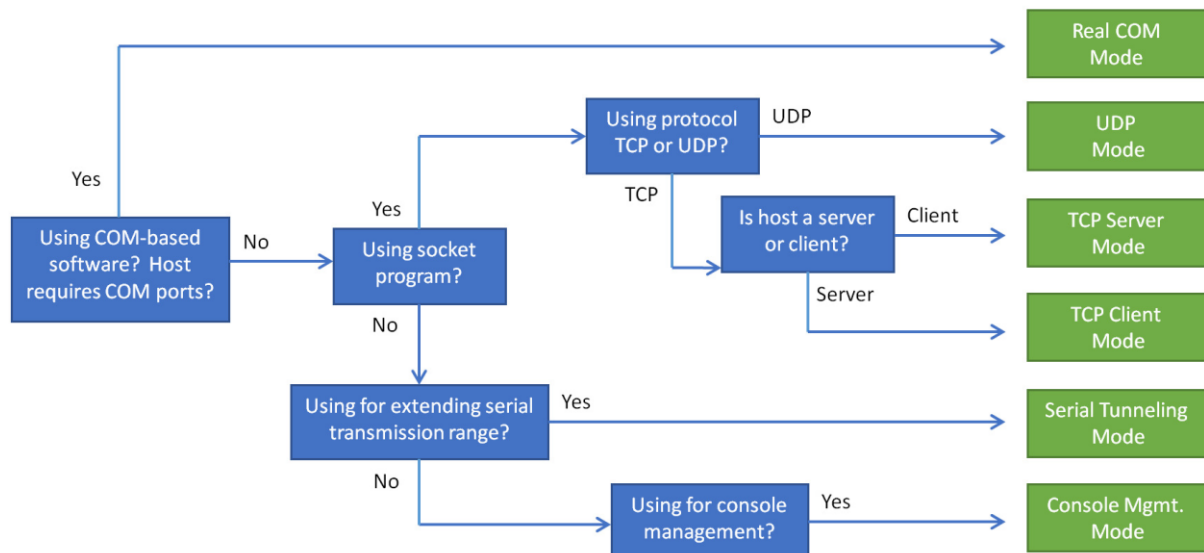 Real COM
Mode
Using protocol
TCP or UDP?
UDP
UDP
Mode
Yes
Yes
TCP
Using COM-based
software?  Host
requires COM ports?
No
Using socket
program?
Is host a server
or client?
Client
TCP Server
Mode
Server
No
TCP Client
Mode
Using for extending serial
transmission range?
Yes
Serial Tunneling
Mode
No
Using for console
management?
Yes
Console Mgmt.
Mode